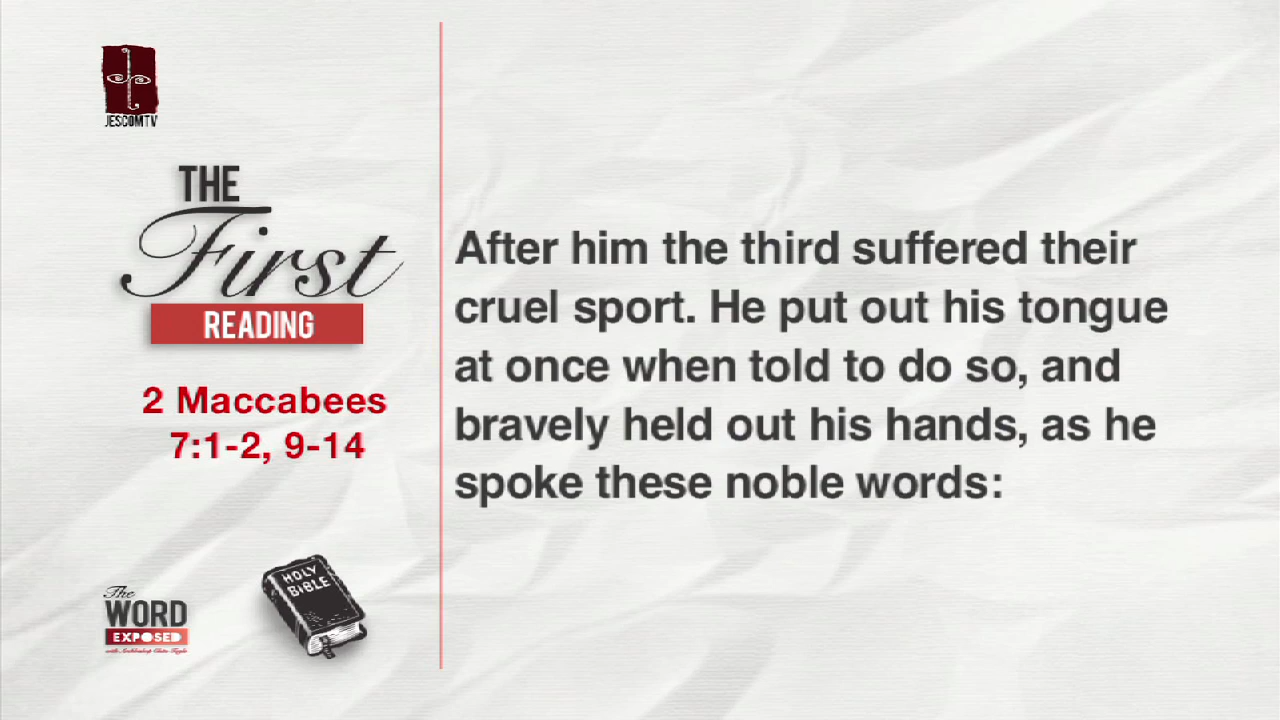 JESCOMTV
THE
First
READING
2 Maccabees
7:1-2, 9-14
HOLY
BIBLE
The
WORD
EXPOSED
After him the third suffered their
cruel sport. He put out his tongue
at once when told to do so, and
bravely held out his hands, as he
spoke these noble words: